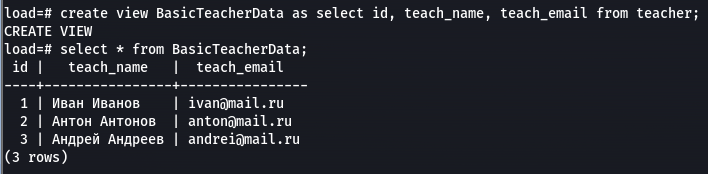 load=# create view BasicTeacherData as select id, teach_name, teach_email from teacher;
CREATE VIEW
load=# select * from BasicTeacherData;
 id |   teach_name   |  teach_email
----+----------------+---------------
  1 | Иван Иванов    | ivan@mail.ru
  2 | Антон Антонов  | anton@mail.ru
  3 | Андрей Андреев | andrei@mail.ru
(3 rows)